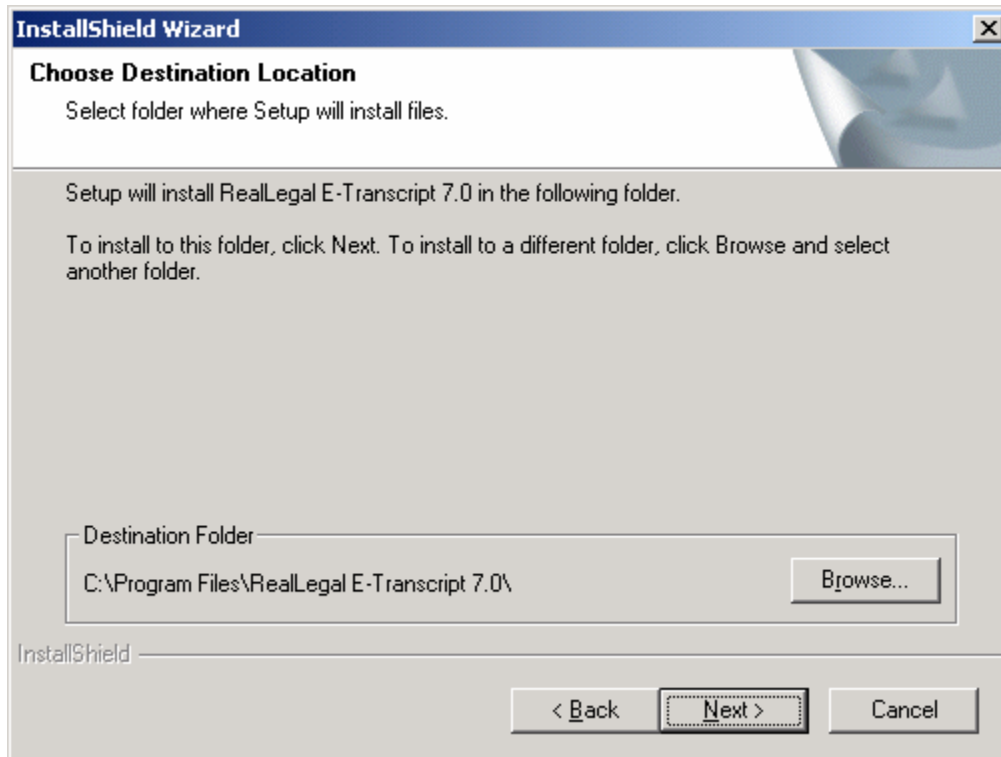 InstallShield Wizard
Choose Destination Location
Select folder where Setup will install files.
Setup will install RealLegal E-Transcript 7.0 in the following folder.
To install to this folder, click Next. To install to a different folder, click Browse and select
another folder.
Destination Folder
C:\Program Files\RealLegal E-Transcript 7.0\
Browse...
InstallShield
< Back
Next >
Cancel